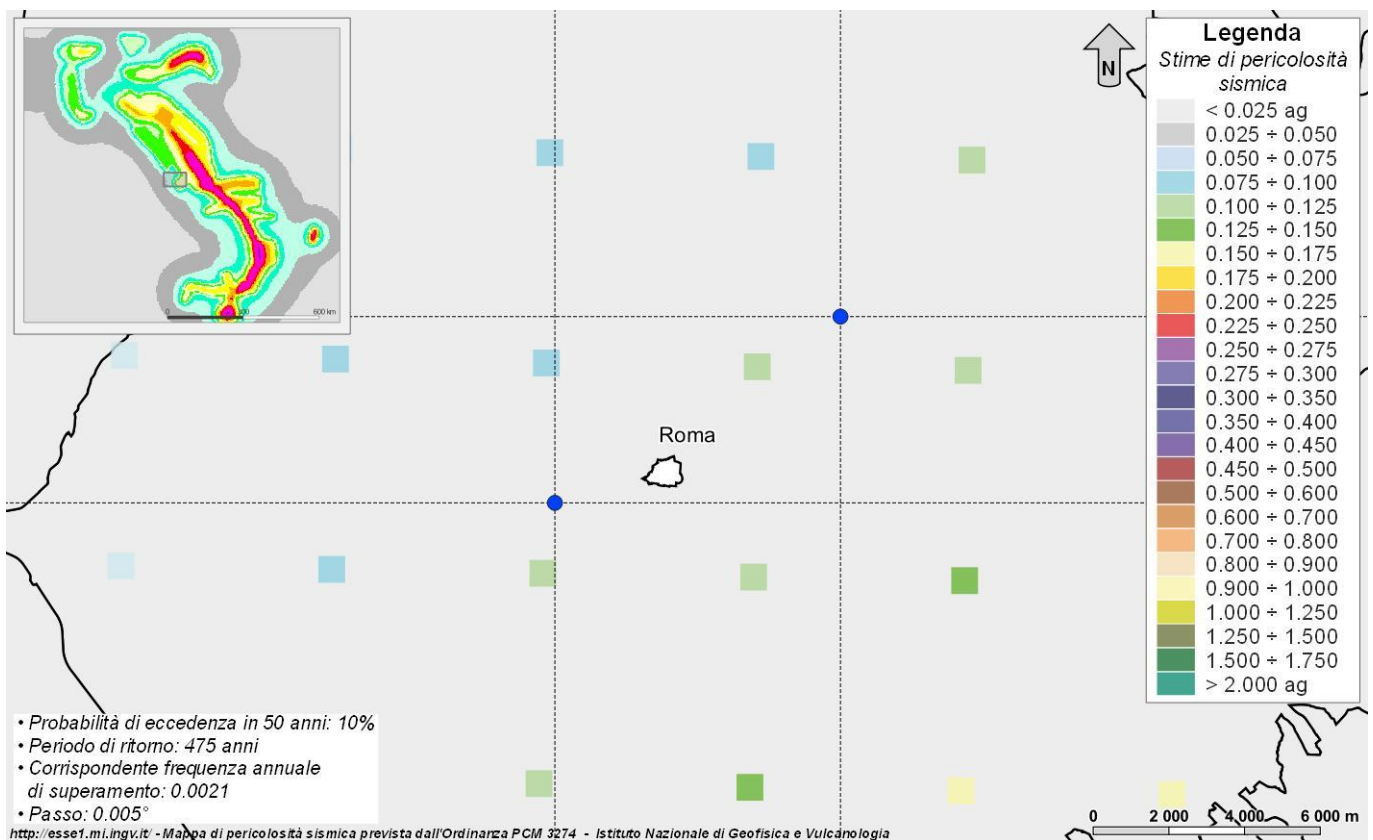 0 300 600 km
N
Legenda
Stime di pericolosità
sismica
< 0.025 ag
0.025 ÷ 0.050
0.050 ÷ 0.075
0.075 ÷ 0.100
0.100 ÷ 0.125
0.125 ÷ 0.150
0.150 ÷ 0.175
0.175 ÷ 0.200
0.200 ÷ 0.225
0.225 ÷ 0.250
0.250 ÷ 0.275
0.275 ÷ 0.300
0.300 ÷ 0.350
0.350 ÷ 0.400
0.400 ÷ 0.450
0.450 ÷ 0.500
0.500 ÷ 0.600
0.600 ÷ 0.700
0.700 ÷ 0.800
0.800 ÷ 0.900
0.900 ÷ 1.000
1.000 ÷ 1.250
1.250 ÷ 1.500
1.500 ÷ 1.750
> 2.000 ag
Roma
• Probabilità di eccedenza in 50 anni: 10%
• Periodo di ritorno: 475 anni
• Corrispondente frequenza annuale
di superamento: 0.0021
• Passo: 0.005°
0 2 000 4 000 6 000 m
http://esse1.mi.ingv.it/ - Mappa di pericolosità sismica prevista dall'Ordinanza PCM 3274 - Istituto Nazionale di Geofisica e Vulcanologia